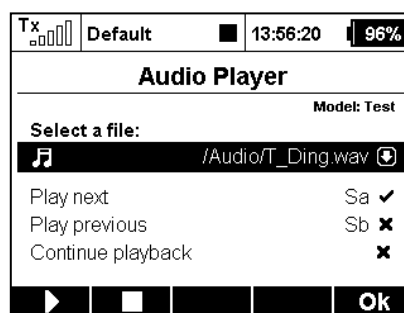 Tx Default 13:56:20 96%
Audio Player
Model: Test
Select a file:
/Audio/T_Ding.wav
Play next Sa
Play previous Sb
Continue playback
Ok